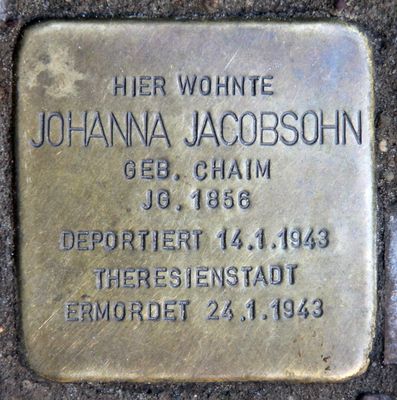 HIER WOHNTE
JOHANNA JACOBSOHN
GEB. CHAIM
JG. 1856
DEPORTIERT 14.1.1943
THERESIENSTADT
ERMORDET 24.1.1943